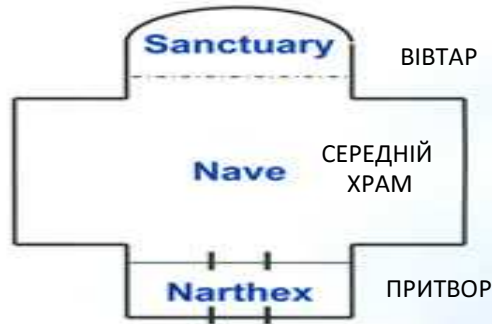 Sanctuary
ВІВТАР
Nave
СЕРЕДНІЙ
ХРАМ
Narthex
ПРИТВОР